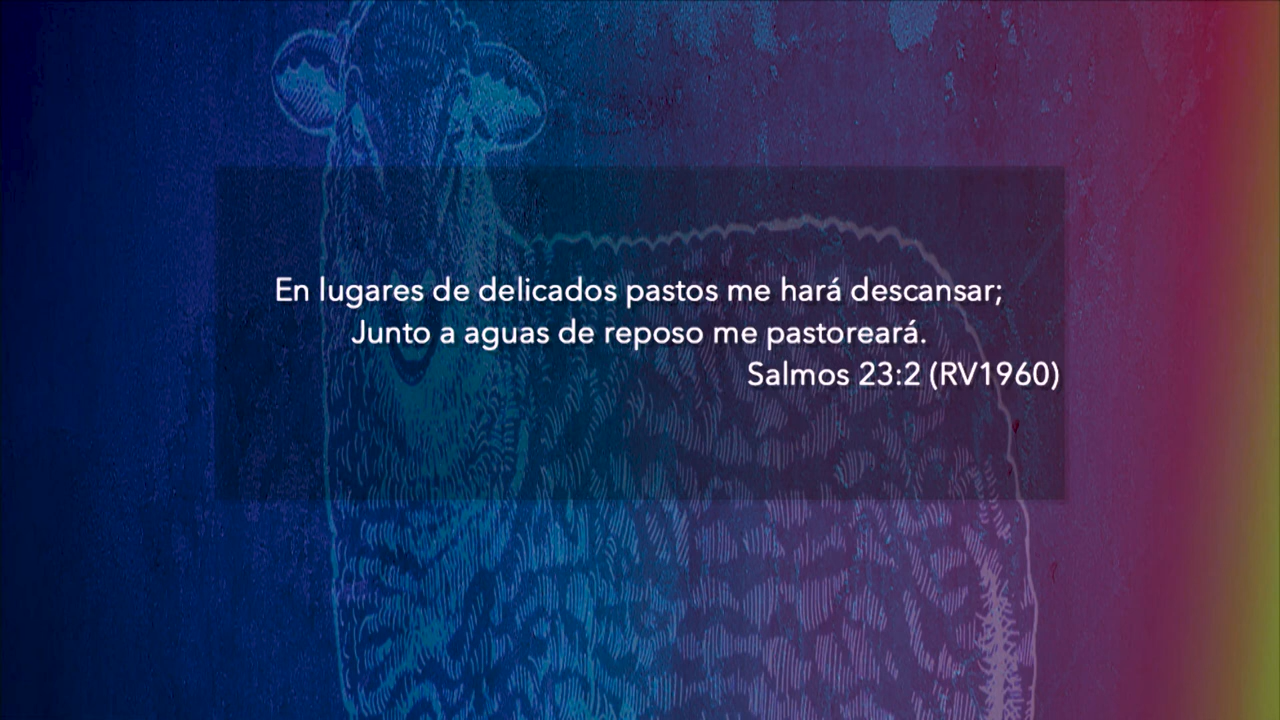 En lugares de delicados pastos me hará descansar;
Junto a aguas de reposo me pastoreará.
Salmos 23:2 (RV1960)